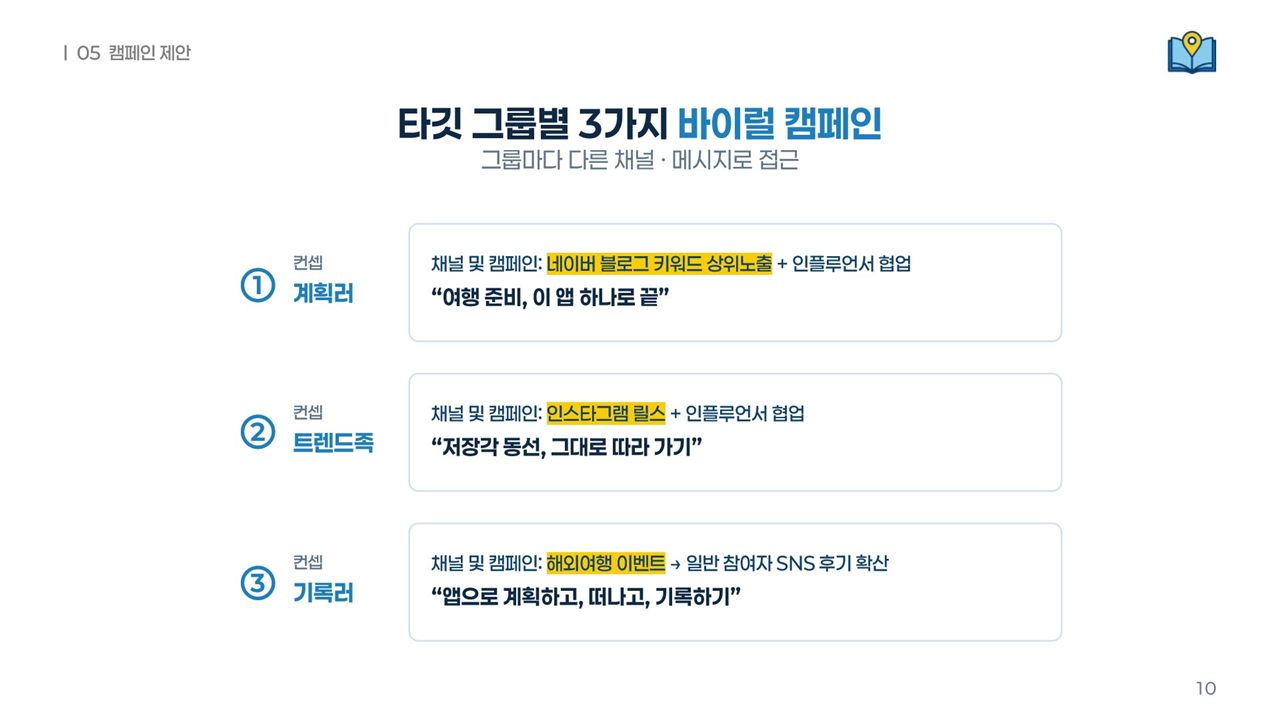 | 05 캠페인 제안
타깃 그룹별 3가지 바이럴 캠페인
그룹마다 다른 채널 · 메시지로 접근
① 컨셉
계획러
채널 및 캠페인: 네이버 블로그 키워드 상위노출 + 인플루언서 협업
“여행 준비, 이 앱 하나로 끝”
② 컨셉
트렌드족
채널 및 캠페인: 인스타그램 릴스 + 인플루언서 협업
“저장각 동선, 그대로 따라 가기”
③ 컨셉
기록러
채널 및 캠페인: 해외여행 이벤트 → 일반 참여자 SNS 후기 확산
“앱으로 계획하고, 떠나고, 기록하기”
10